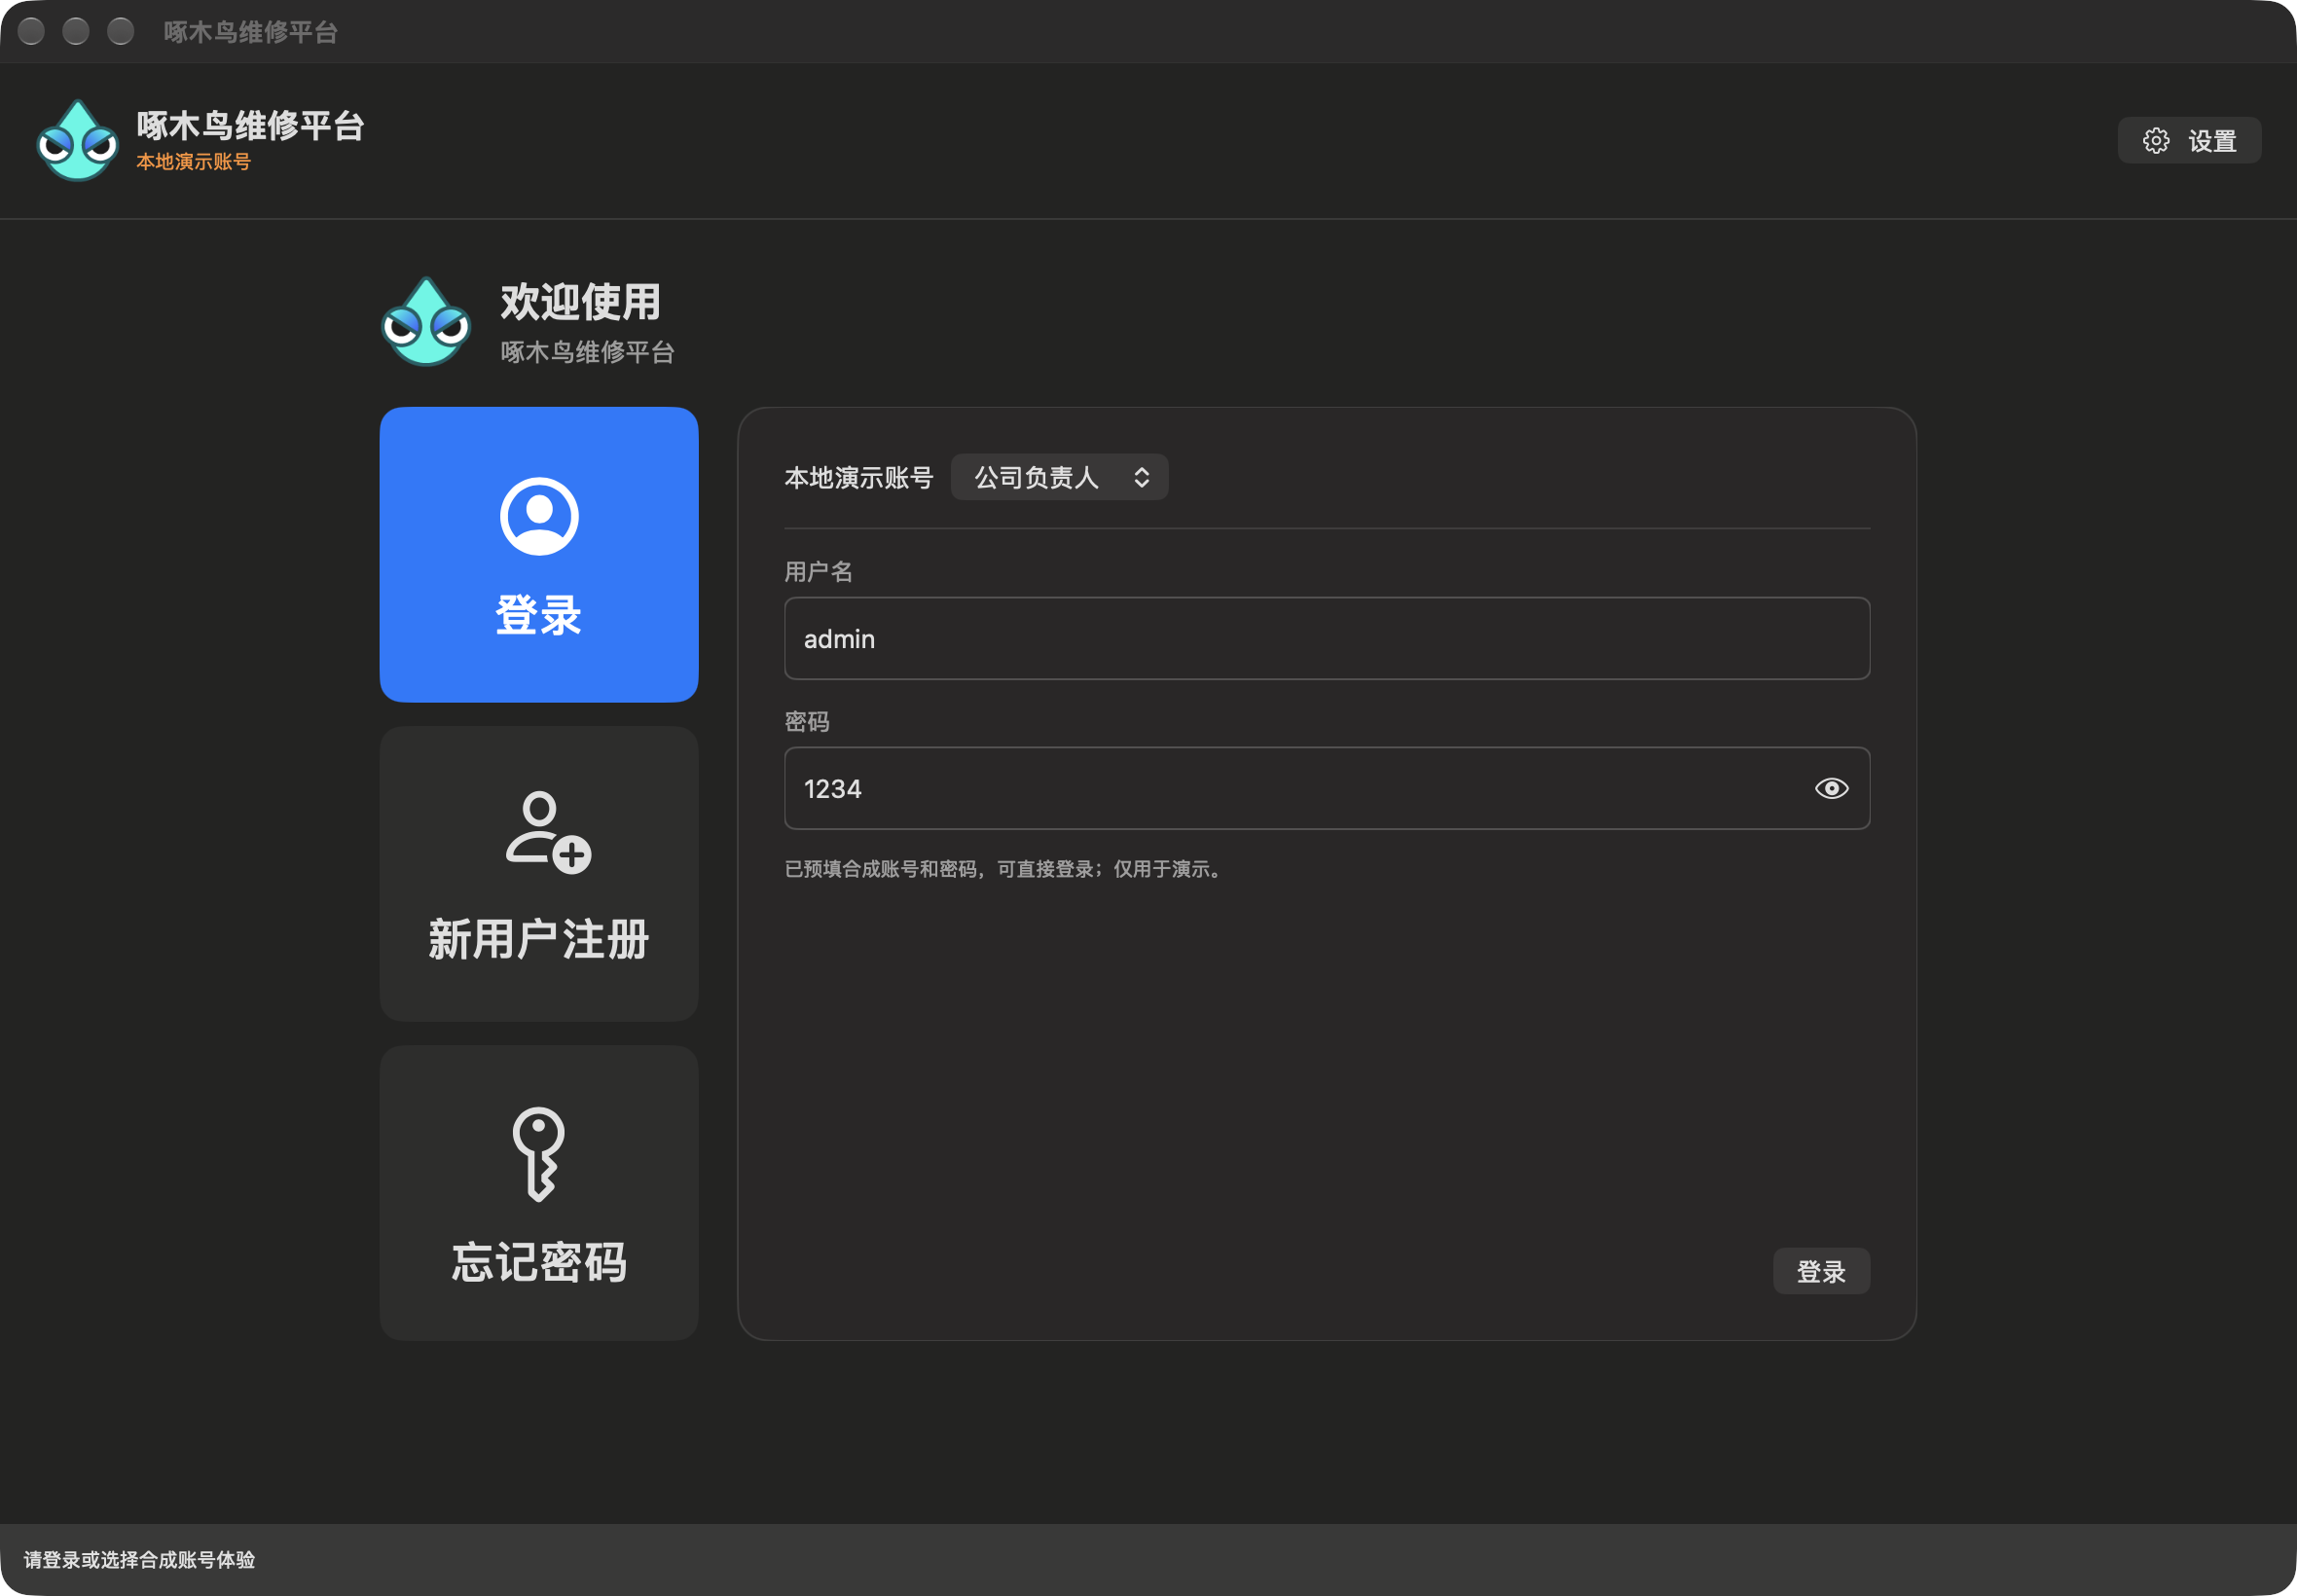 啄木鸟维修平台
啄木鸟维修平台
本地演示账号
设置
欢迎使用
啄木鸟维修平台
登录
新用户注册
忘记密码
本地演示账号 公司负责人
用户名
admin
密码
1234
已预填合成账号和密码，可直接登录；仅用于演示。
登录
请登录或选择合成账号体验